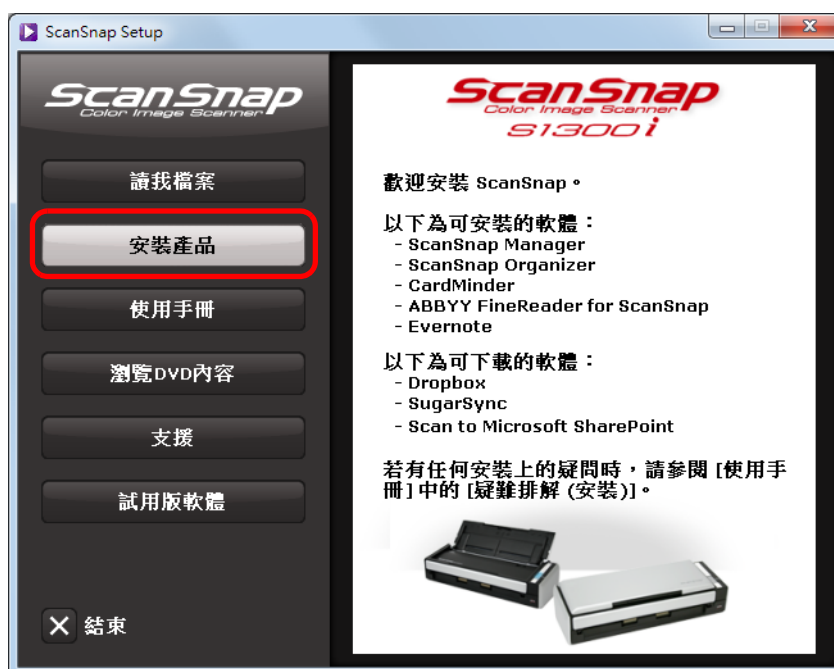 ScanSnap Setup
ScanSnap
Color Image Scanner
讀我檔案
安裝產品
使用手冊
瀏覽DVD內容
支援
試用版軟體
結束
ScanSnap
Color Image Scanner
S1300i
歡迎安裝 ScanSnap。
以下為可安裝的軟體：
- ScanSnap Manager
- ScanSnap Organizer
- CardMinder
- ABBYY FineReader for ScanSnap
- Evernote
以下為可下載的軟體：
- Dropbox
- SugarSync
- Scan to Microsoft SharePoint
若有任何安裝上的疑問時，請參閱 [使用手
冊]中的 [疑難排解 (安裝)]。